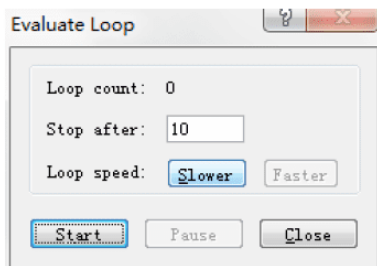 Evaluate Loop
Loop count: 0
Stop after: 10
Loop speed: Slower Faster
Start Pause Close